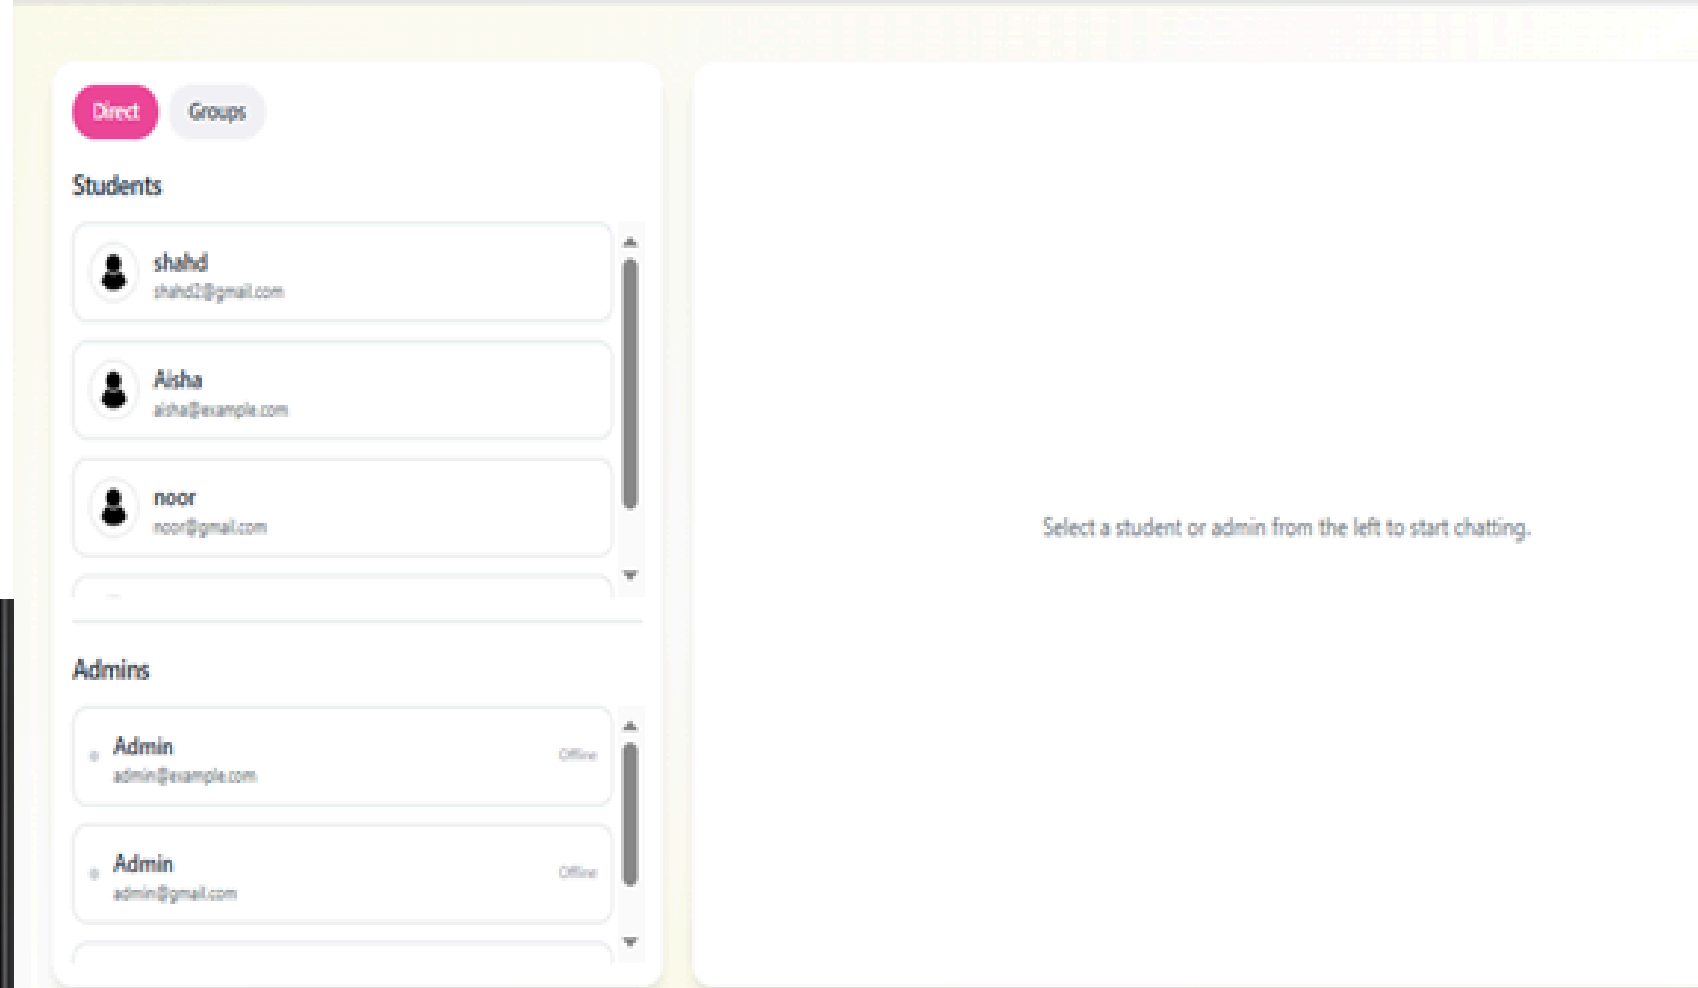 Direct
Groups
Students
shahd
shahd2@gmail.com
Aisha
aisha@example.com
noor
noor@gmail.com
Select a student or admin from the left to start chatting.
Admins
Admin
admin@example.com
Offline
Admin
admin@gmail.com
Offline